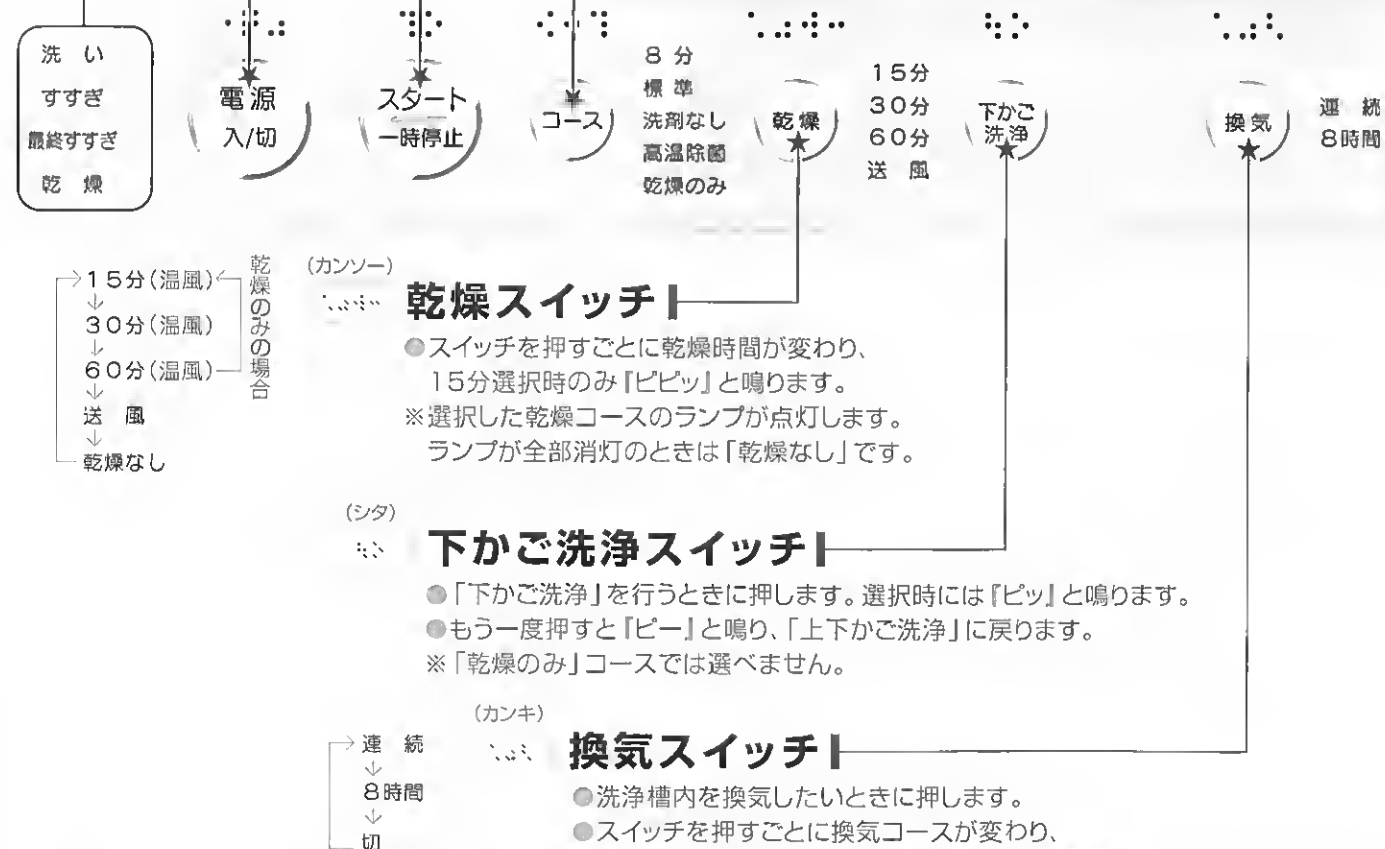 洗い
すすぎ
最終すすぎ
乾燥
電源
入/切
スタート
一時停止
コース
8分
標準
洗剤なし
高温除菌
乾燥のみ
乾燥
15分
30分
60分
送風
下かご
洗浄
換気
連続
8時間
15分(温風)
30分(温風)
60分(温風)
送風
乾燥なし
乾燥のみの場合
(カンソー)
乾燥スイッチ
●スイッチを押すごとに乾燥時間が変わり、
15分選択時のみ『ピピッ』と鳴ります。
※選択した乾燥コースのランプが点灯します。
ランプが全部消灯のときは「乾燥なし」です。
(シタ)
下かご洗浄スイッチ
●「下かご洗浄」を行うときに押します。選択時には『ピッ』と鳴ります。
●もう一度押すと『ピー』と鳴り、「上下かご洗浄」に戻ります。
※「乾燥のみ」コースでは選べません。
(カンキ)
換気スイッチ
連続
8時間
切
●洗浄槽内を換気したいときに押します。
●スイッチを押すごとに換気コースが変わり、